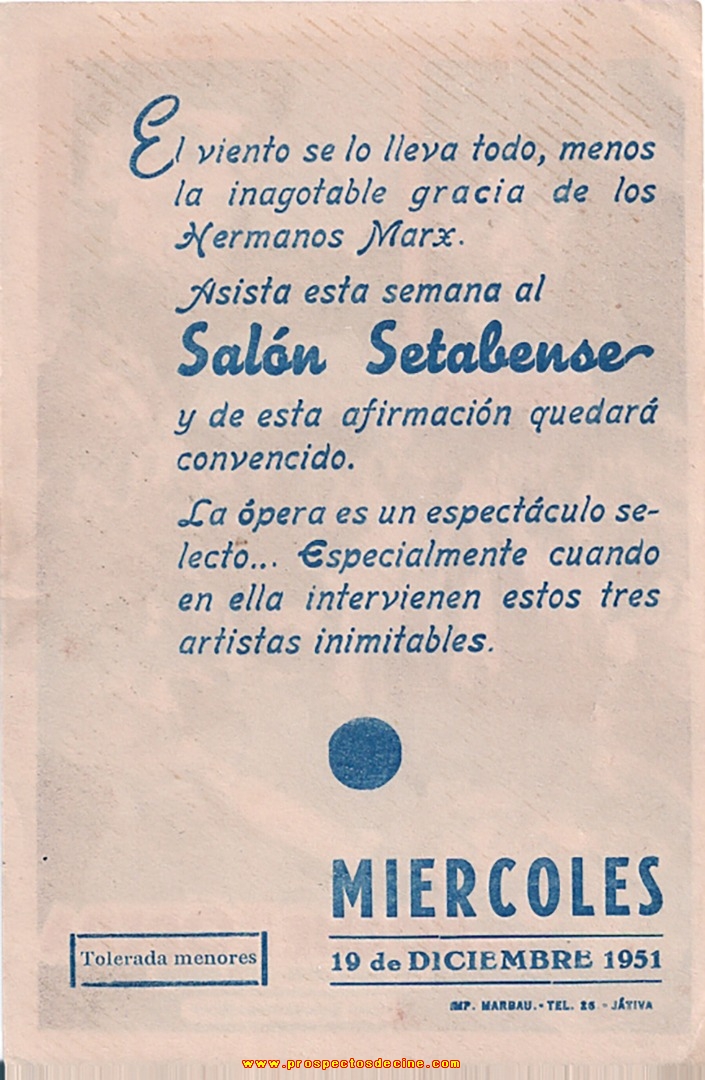 El viento se lo lleva todo, menos
la inagotable gracia de los
Hermanos Marx.
Asista esta semana al
Salón Setabense
y de esta afirmación quedará
convencido.
La ópera es un espectáculo se-
lecto... Especialmente cuando
en ella intervienen estos tres
artistas inimitables.
MIERCOLES
Tolerada menores
19 de DICIEMBRE 1951
IMP. MARBAU.-TEL. 25 - JÁTIVA
www.prospectosdecine.com